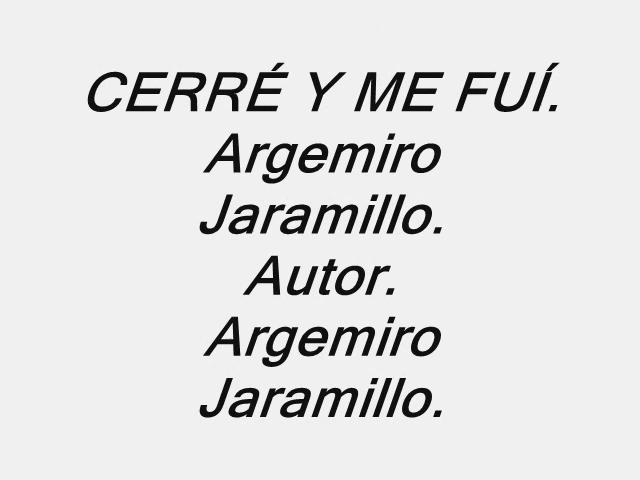 CERRÉ Y ME FUÍ.
Argemiro
Jaramillo.
Autor.
Argemiro
Jaramillo.